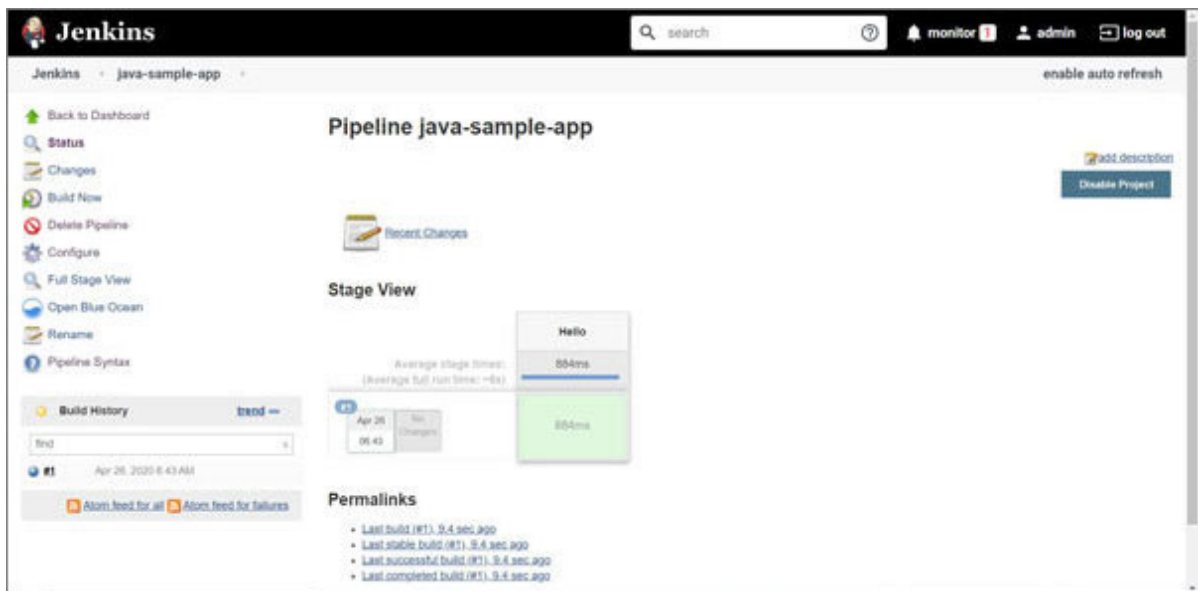 Jenkins
search
monitor 1
admin
log out
Jenkins
java-sample-app
enable auto refresh
Back to Dashboard
Status
Changes
Build Now
Delete Pipeline
Configure
Full Stage View
Open Blue Ocean
Rename
Pipeline Syntax
Build History
trend
find
#1
Apr 26, 2020 6:43 AM
Atom feed for all
Atom feed for failures
Pipeline java-sample-app
add description
Disable Project
Recent Changes
Stage View
Hello
Average stage times:
884ms
(Average full run time: ~6s)
#1
Apr 26
06:43
No
Changes
884ms
Permalinks
Last build (#1), 9.4 sec ago
Last stable build (#1), 9.4 sec ago
Last successful build (#1), 9.4 sec ago
Last completed build (#1), 9.4 sec ago